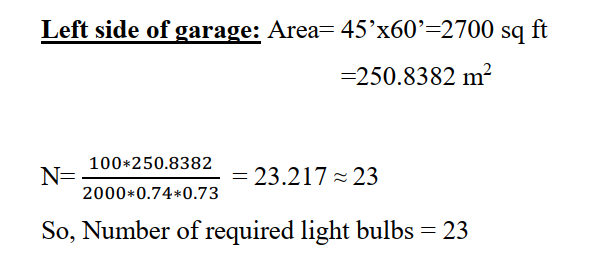 Left side of garage: Area= 45’x60’=2700 sq ft
=250.8382 m²
N= 100*250.8382 / 2000*0.74*0.73 = 23.217 ≈ 23
So, Number of required light bulbs = 23